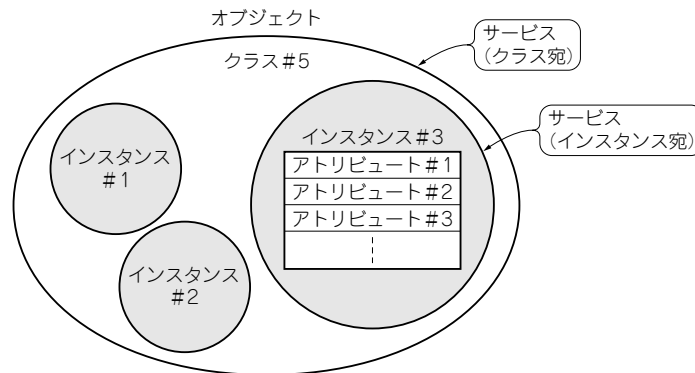 オブジェクト
クラス#5
サービス
(クラス宛)
サービス
(インスタンス宛)
インスタンス#3
アトリビュート#1
アトリビュート#2
アトリビュート#3
インスタンス
#1
インスタンス
#2